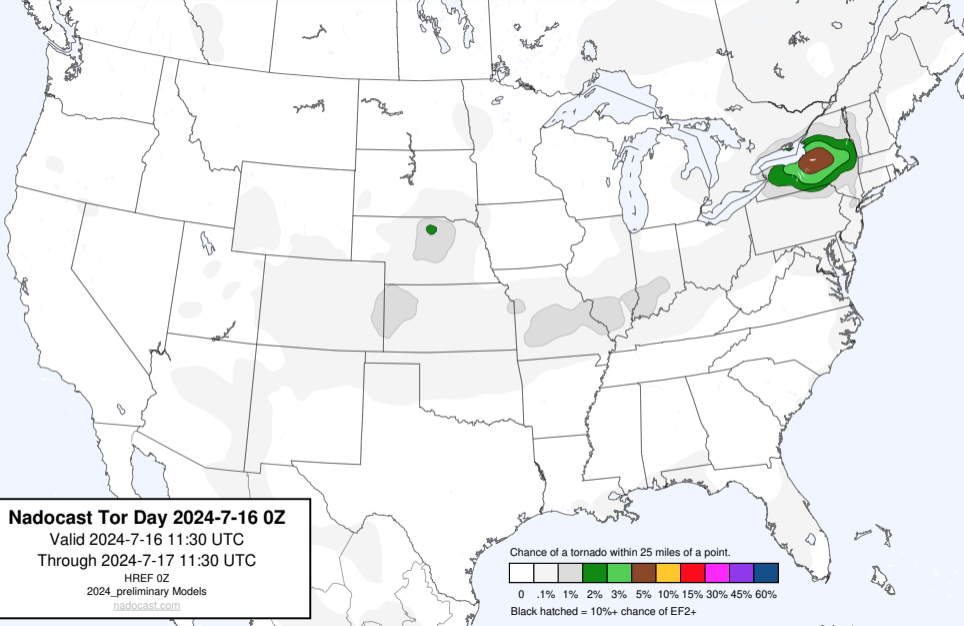 Nadocast Tor Day 2024-7-16 0Z
Valid 2024-7-16 11:30 UTC
Through 2024-7-17 11:30 UTC
HREF 0Z
2024_preliminary Models
nadocast.com
Chance of a tornado within 25 miles of a point.
0 .1% 1% 2% 3% 5% 10% 15% 30% 45% 60%
Black hatched = 10%+ chance of EF2+